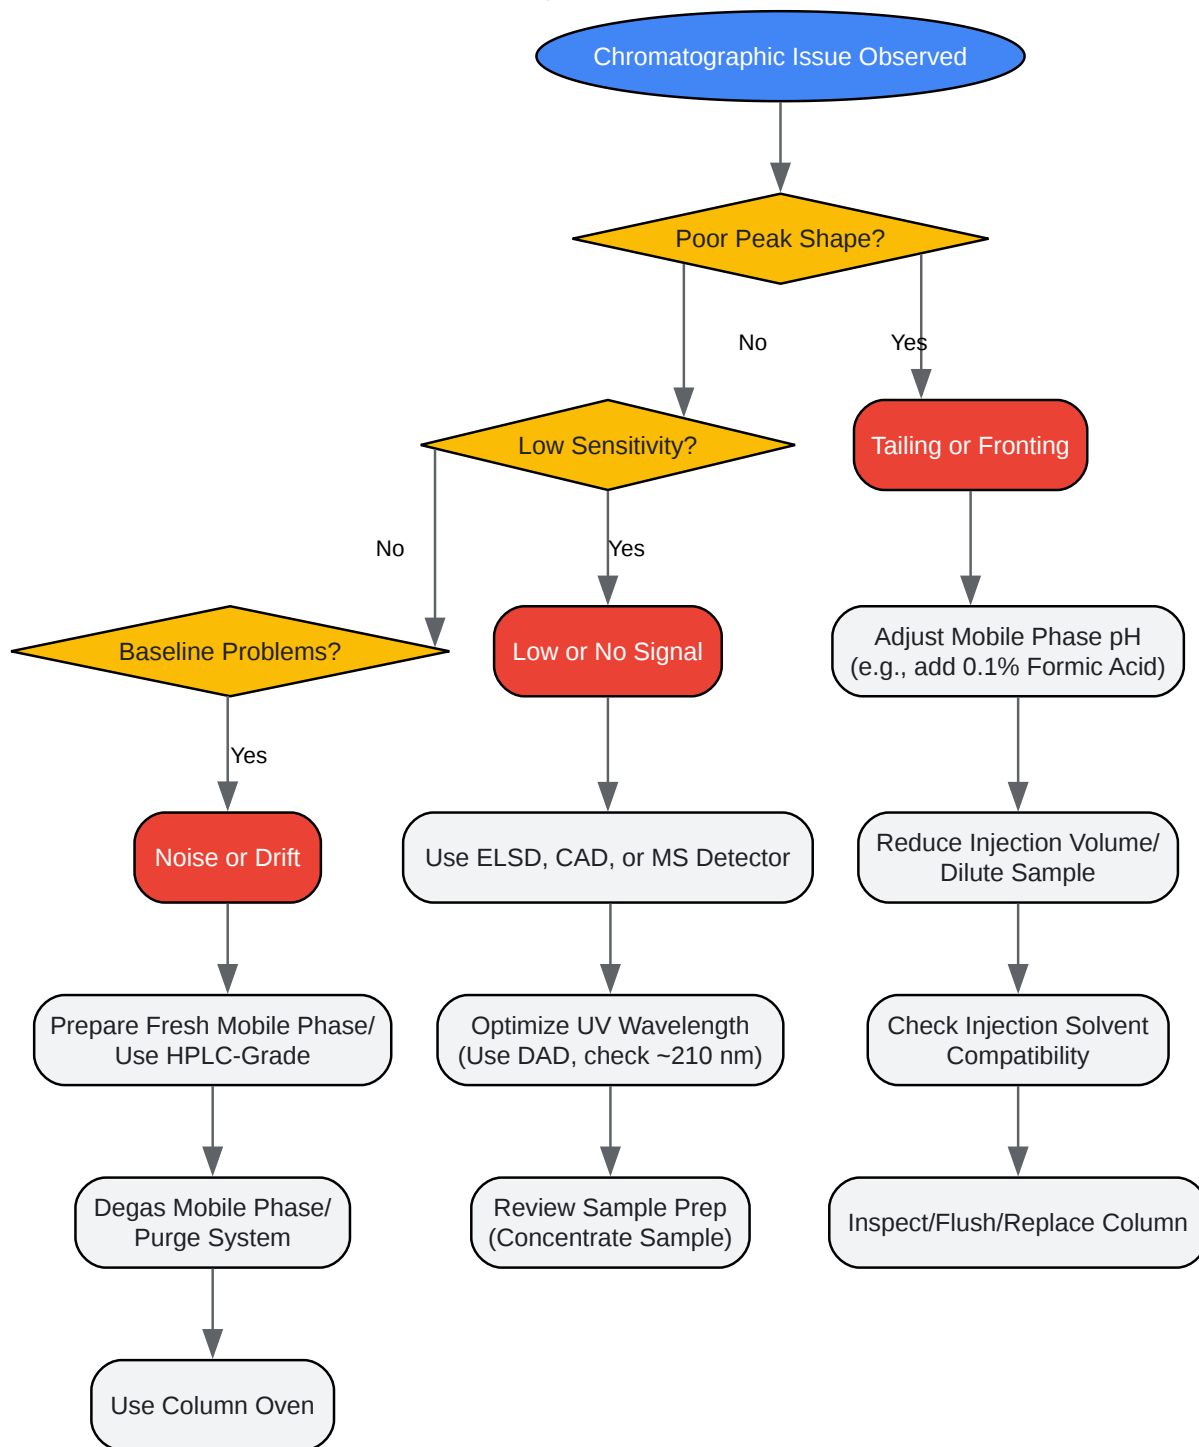 Chromatographic Issue Observed
Poor Peak Shape?
No
Yes
Low Sensitivity?
Tailing or Fronting
No
Yes
Adjust Mobile Phase pH
(e.g., add 0.1% Formic Acid)
Baseline Problems?
Low or No Signal
Yes
Noise or Drift
Use ELSD, CAD, or MS Detector
Reduce Injection Volume/
Dilute Sample
Prepare Fresh Mobile Phase/
Use HPLC-Grade
Optimize UV Wavelength
(Use DAD, check ~210 nm)
Check Injection Solvent
Compatibility
Degas Mobile Phase/
Purge System
Review Sample Prep
(Concentrate Sample)
Inspect/Flush/Replace Column
Use Column Oven